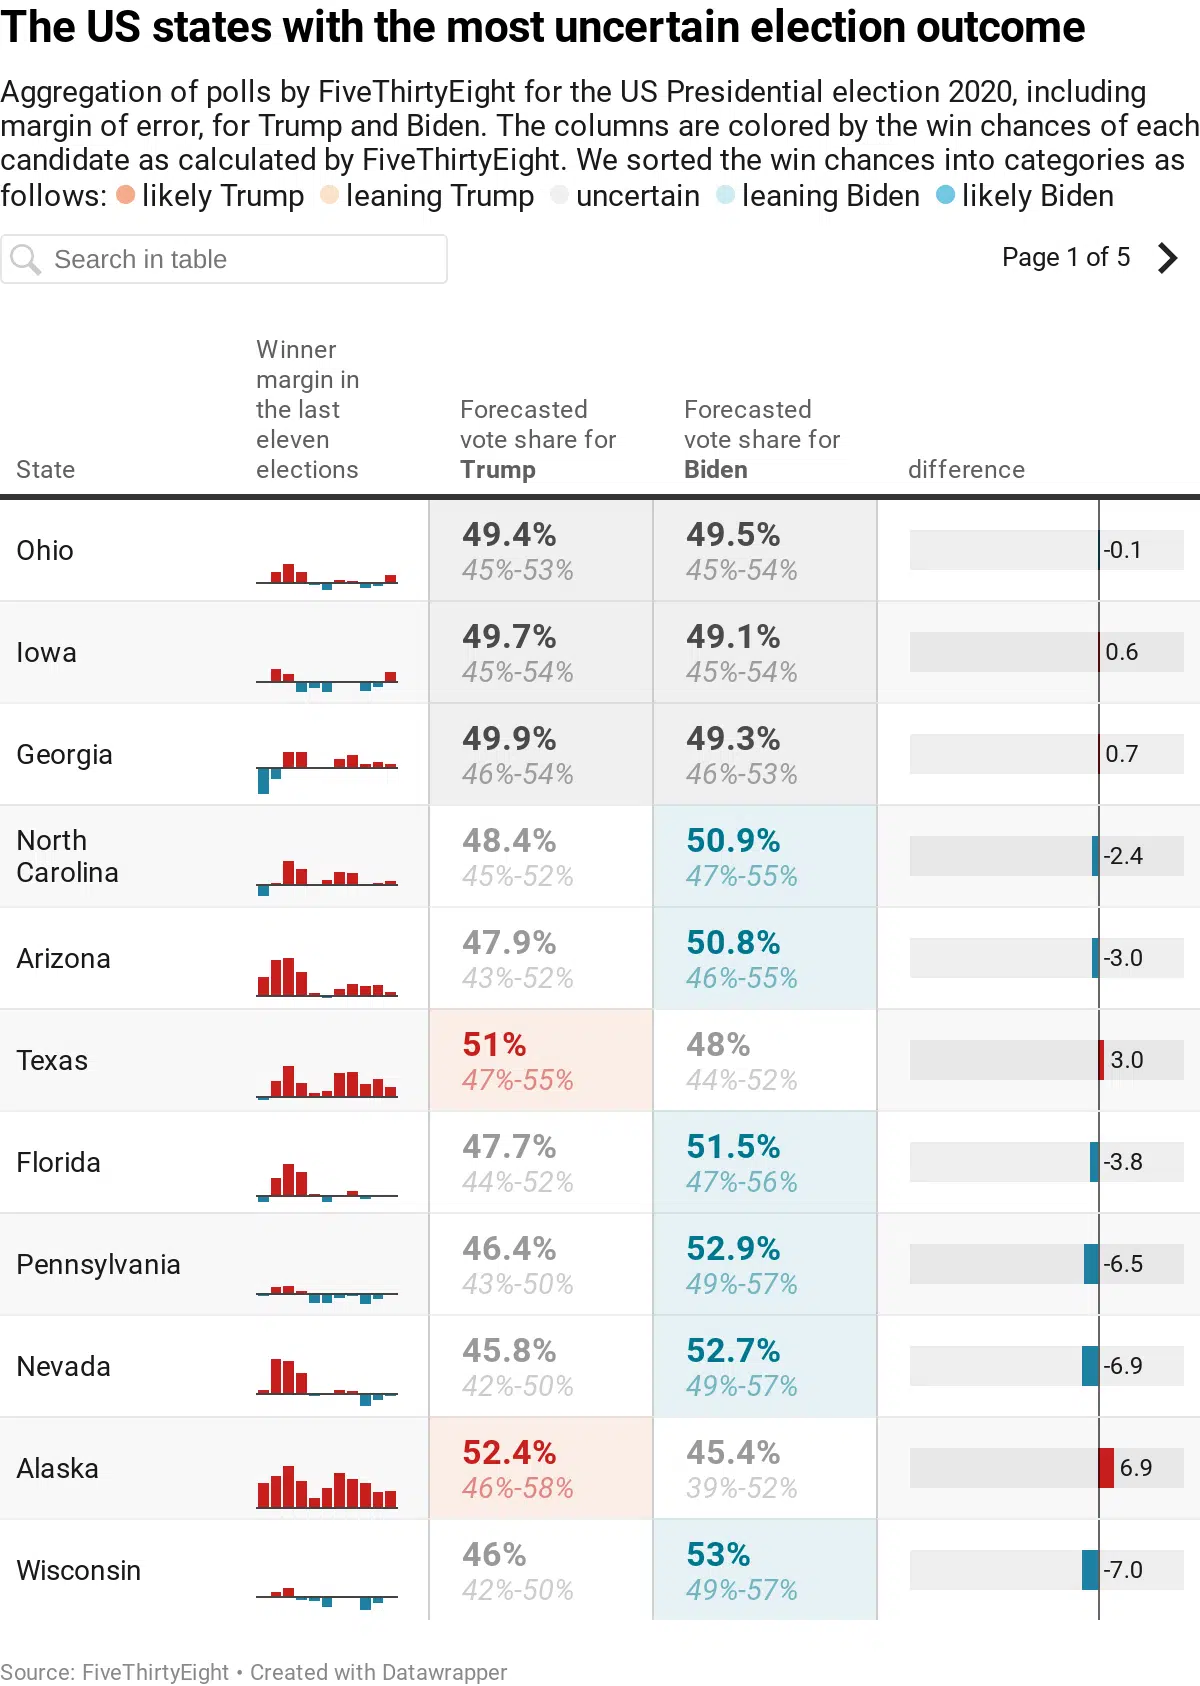 The US states with the most uncertain election outcome
Aggregation of polls by FiveThirtyEight for the US Presidential election 2020, including
margin of error, for Trump and Biden. The columns are colored by the win chances of each
candidate as calculated by FiveThirtyEight. We sorted the win chances into categories as
follows: likely Trump leaning Trump uncertain leaning Biden likely Biden
Search in table
Page 1 of 5
State
Winner
margin in
the last
eleven
elections
Forecasted
vote share for
Trump
Forecasted
vote share for
Biden
difference
Ohio
49.4%
45%-53%
49.5%
45%-54%
-0.1
Iowa
49.7%
45%-54%
49.1%
45%-54%
0.6
Georgia
49.9%
46%-54%
49.3%
46%-53%
0.7
North
Carolina
48.4%
45%-52%
50.9%
47%-55%
-2.4
Arizona
47.9%
43%-52%
50.8%
46%-55%
-3.0
Texas
51%
47%-55%
48%
44%-52%
3.0
Florida
47.7%
44%-52%
51.5%
47%-56%
-3.8
Pennsylvania
46.4%
43%-50%
52.9%
49%-57%
-6.5
Nevada
45.8%
42%-50%
52.7%
49%-57%
-6.9
Alaska
52.4%
46%-58%
45.4%
39%-52%
6.9
Wisconsin
46%
42%-50%
53%
49%-57%
-7.0
Source: FiveThirtyEight • Created with Datawrapper